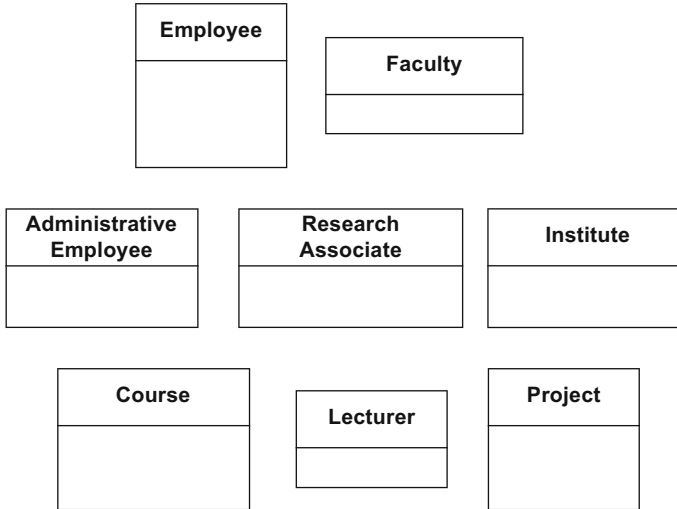 Employee
Faculty
Administrative
Employee
Research
Associate
Institute
Course
Lecturer
Project